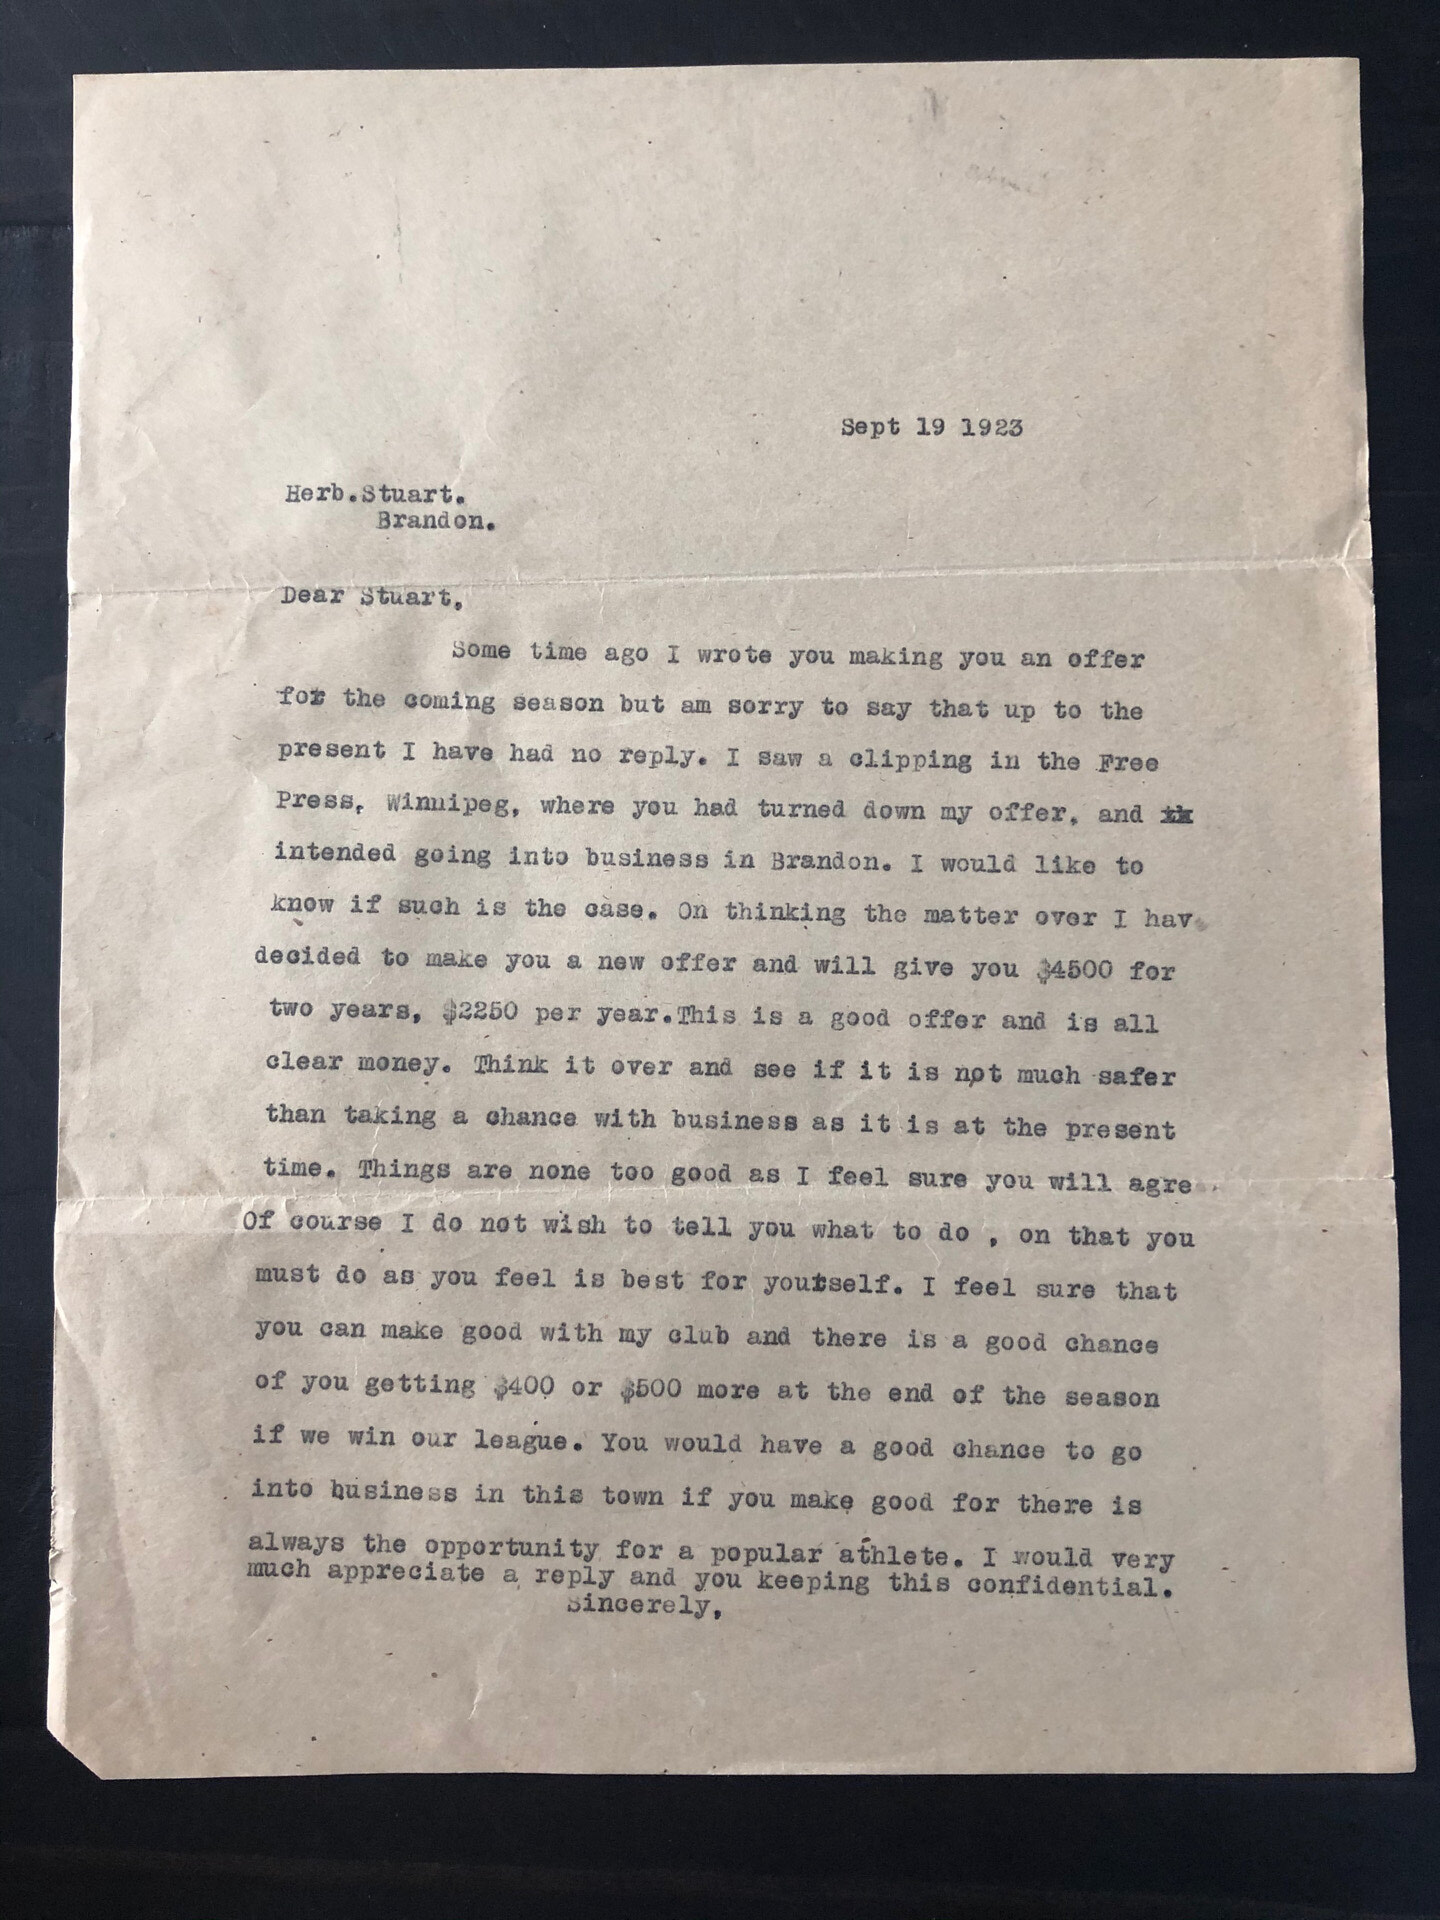 Sept 19 1923
Herb.Stuart.
Brandon.
Dear Stuart,
Some time ago I wrote you making you an offer
for the coming season but am sorry to say that up to the
present I have had no reply. I saw a clipping in the Free
Press, Winnipeg, where you had turned down my offer, and
intended going into business in Brandon. I would like to
know if such is the case. On thinking the matter over I hav
decided to make you a new offer and will give you $4500 for
two years, $2250 per year.This is a good offer and is all
clear money. Think it over and see if it is not much safer
than taking a chance with business as it is at the present
time. Things are none too good as I feel sure you will agre
Of course I do not wish to tell you what to do , on that you
must do as you feel is best for yourself. I feel sure that
you can make good with my club and there is a good chance
of you getting $400 or $500 more at the end of the season
if we win our league. You would have a good chance to go
into business in this town if you make good for there is
always the opportunity for a popular athlete. I would very
much appreciate a reply and you keeping this confidential.
Sincerely,